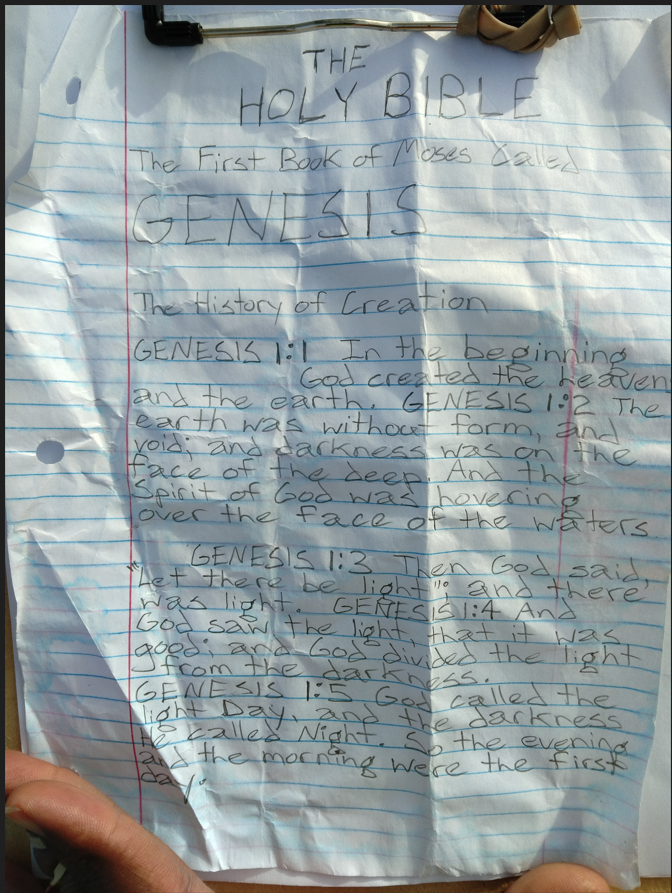 THE
HOLY BIBLE
The First Book of Moses Called
GENESIS
The History of Creation
GENESIS 1:1 In the beginning
God created the heaven
and the earth. GENESIS 1:2 The
earth was without form, and
void; and darkness was on the
face of the deep. And the
Spirit of God was hovering
over the face of the waters
GENESIS 1:3 Then God said,
"Let there be light"; and there
was light. GENESIS 1:4 And
God saw the light, that it was
good; and God divided the light
from the darkness.
GENESIS 1:5 God called the
light Day, and the darkness
He called Night. So the evening
and the morning were the first
day.